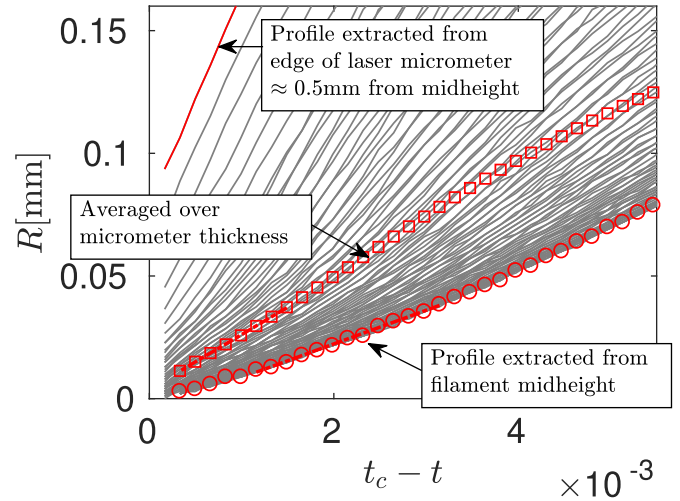 0.15
Profile extracted from
edge of laser micrometer
≈ 0.5mm from midheight
0.1
R[mm]
Averaged over
micrometer thickness
0.05
Profile extracted from
filament midheight
0
0 2 4
t_c − t
×10⁻³